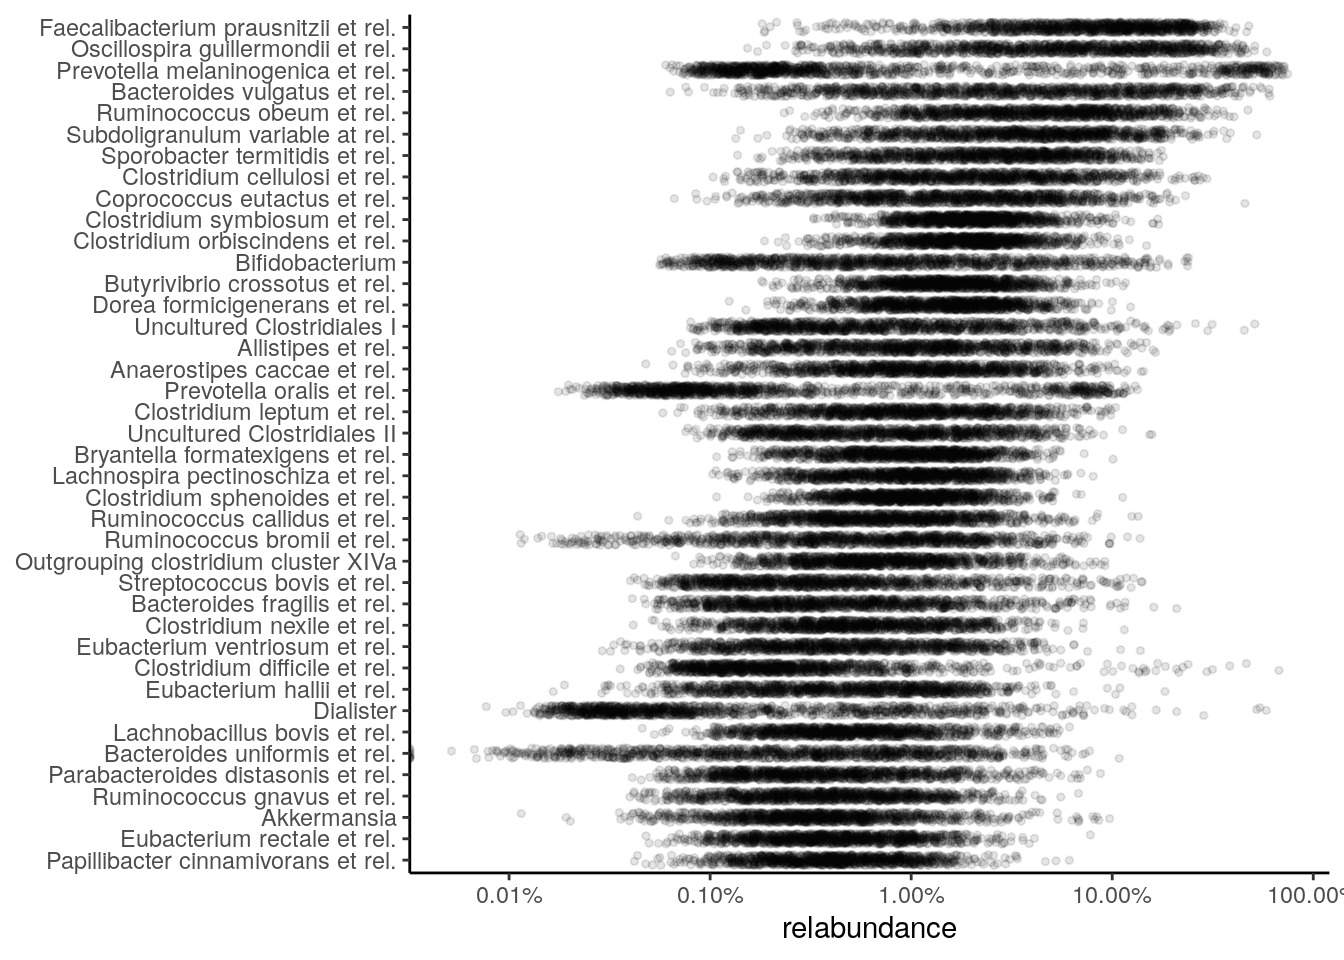 Faecalibacterium prausnitzii et rel.
Oscillospira guillermondii et rel.
Prevotella melaninogenica et rel.
Bacteroides vulgatus et rel.
Ruminococcus obeum et rel.
Subdoligranulum variable at rel.
Sporobacter termitidis et rel.
Clostridium cellulosi et rel.
Coprococcus eutactus et rel.
Clostridium symbiosum et rel.
Clostridium orbiscindens et rel.
Bifidobacterium
Butyrivibrio crossotus et rel.
Dorea formicigenerans et rel.
Uncultured Clostridiales I
Allistipes et rel.
Anaerostipes caccae et rel.
Prevotella oralis et rel.
Clostridium leptum et rel.
Uncultured Clostridiales II
Bryantella formatexigens et rel.
Lachnospira pectinoschiza et rel.
Clostridium sphenoides et rel.
Ruminococcus callidus et rel.
Ruminococcus bromii et rel.
Outgrouping clostridium cluster XIVa
Streptococcus bovis et rel.
Bacteroides fragilis et rel.
Clostridium nexile et rel.
Eubacterium ventriosum et rel.
Clostridium difficile et rel.
Eubacterium hallii et rel.
Dialister
Lachnobacillus bovis et rel.
Bacteroides uniformis et rel.
Parabacteroides distasonis et rel.
Ruminococcus gnavus et rel.
Akkermansia
Eubacterium rectale et rel.
Papillibacter cinnamivorans et rel.
0.01% 0.10% 1.00% 10.00% 100.00%
relabundance